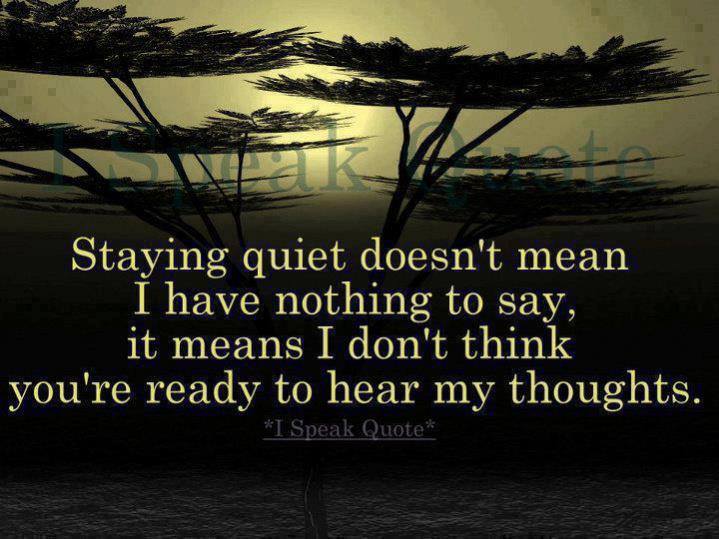 I Speak Quote
Staying quiet doesn't mean
I have nothing to say,
it means I don't think
you're ready to hear my thoughts.
*I Speak Quote*